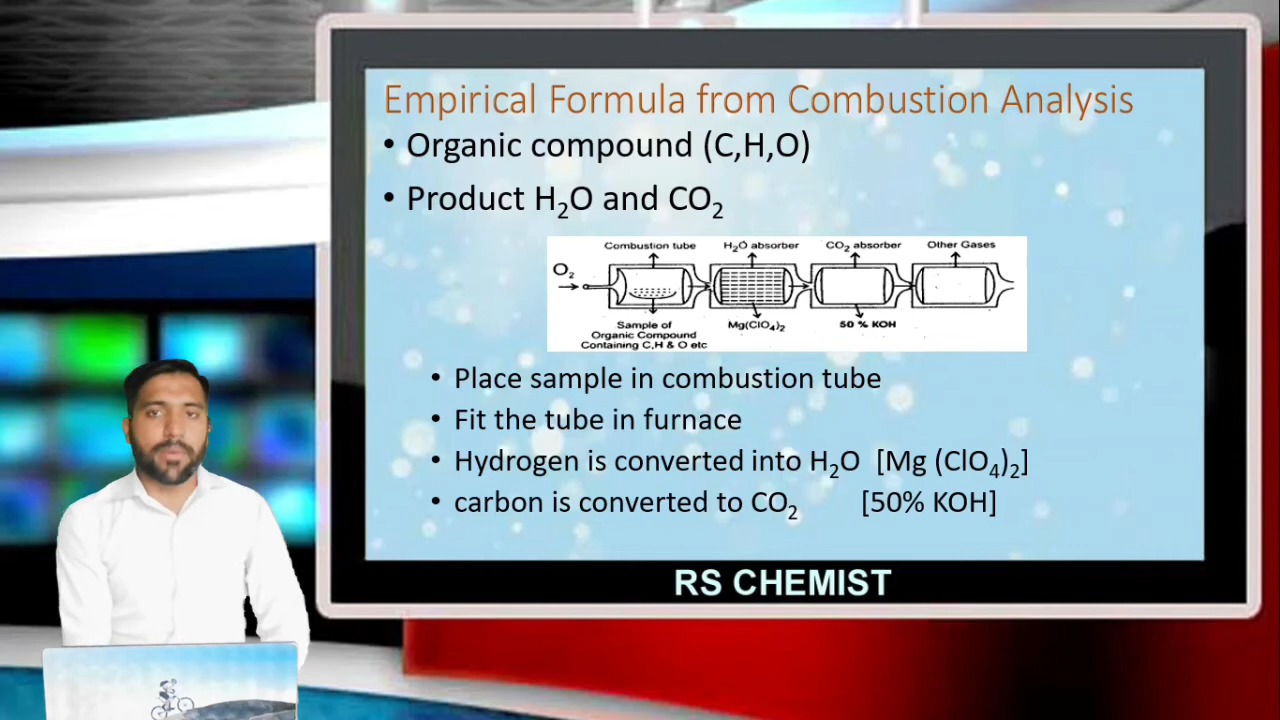 Empirical Formula from Combustion Analysis
• Organic compound (C,H,O)
• Product H₂O and CO₂
Combustion tube
H₂O absorber
CO₂ absorber
Other Gases
O₂
Sample of
Organic Compound
Containing C,H & O etc
Mg(ClO₄)₂
50 % KOH
• Place sample in combustion tube
• Fit the tube in furnace
• Hydrogen is converted into H₂O [Mg (ClO₄)₂]
• carbon is converted to CO₂ [50% KOH]
RS CHEMIST